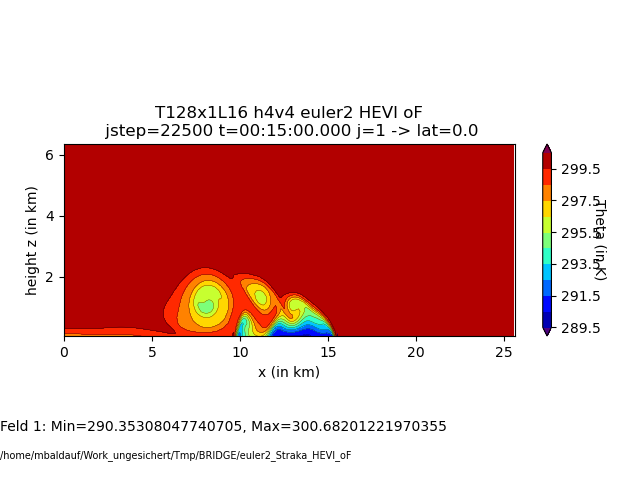 T128x1L16 h4v4 euler2 HEVI oF
jstep=22500 t=00:15:00.000 j=1 -> lat=0.0
6
4
2
height z (in km)
0
5
10
15
20
25
x (in km)
299.5
297.5
295.5
293.5
291.5
289.5
Theta (in K)
Feld 1: Min=290.35308047740705, Max=300.68201221970355
/home/mbaldauf/Work_ungesichert/Tmp/BRIDGE/euler2_Straka_HEVI_oF